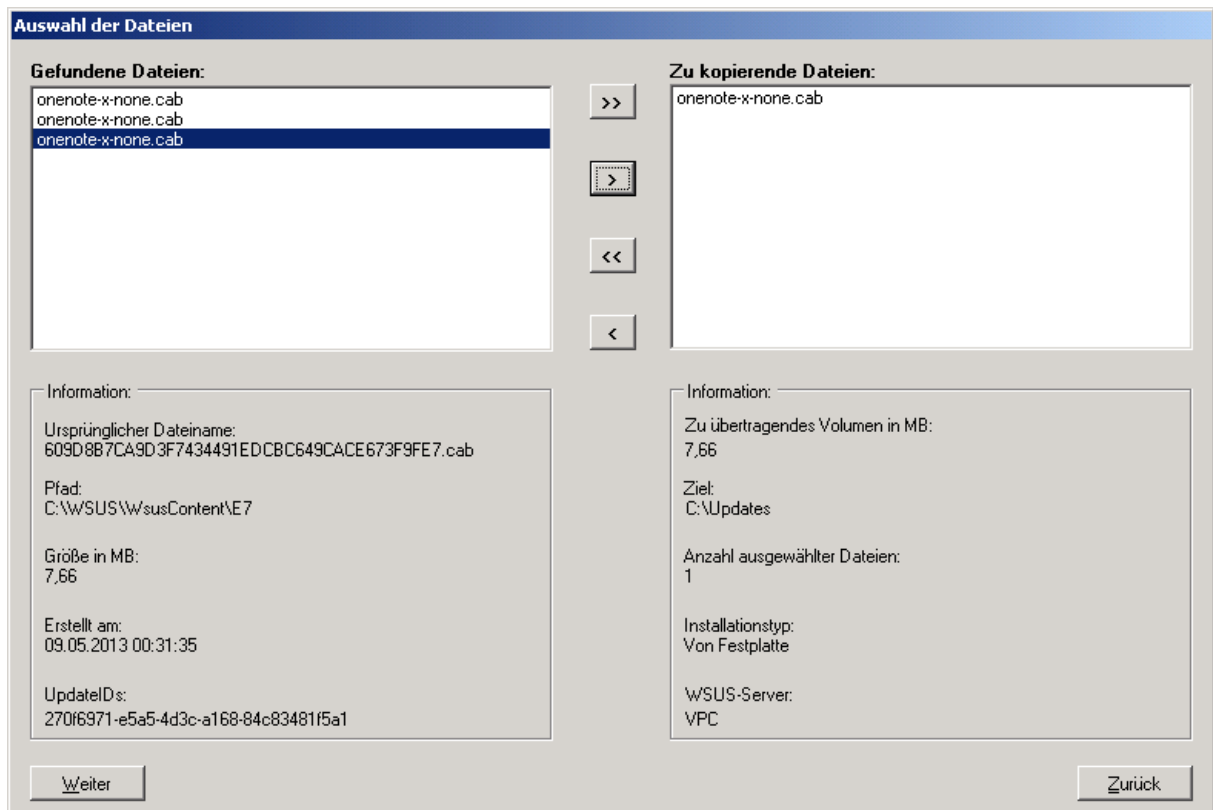 Auswahl der Dateien
Gefundene Dateien:
onenote-x-none.cab
onenote-x-none.cab
onenote-x-none.cab
>>
>
<<
<
Zu kopierende Dateien:
onenote-x-none.cab
Information:
Ursprünglicher Dateiname:
609D8B7CA9D3F7434491EDCBC649CACE673F9FE7.cab
Pfad:
C:\WSUS\WsusContent\E7
Größe in MB:
7,66
Erstellt am:
09.05.2013 00:31:35
UpdateIDs:
270f6971-e5a5-4d3c-a168-84c83481f5a1
Information:
Zu übertragendes Volumen in MB:
7,66
Ziel:
C:\Updates
Anzahl ausgewählter Dateien:
1
Installationstyp:
Von Festplatte
WSUS-Server:
VPC
Weiter
Zurück